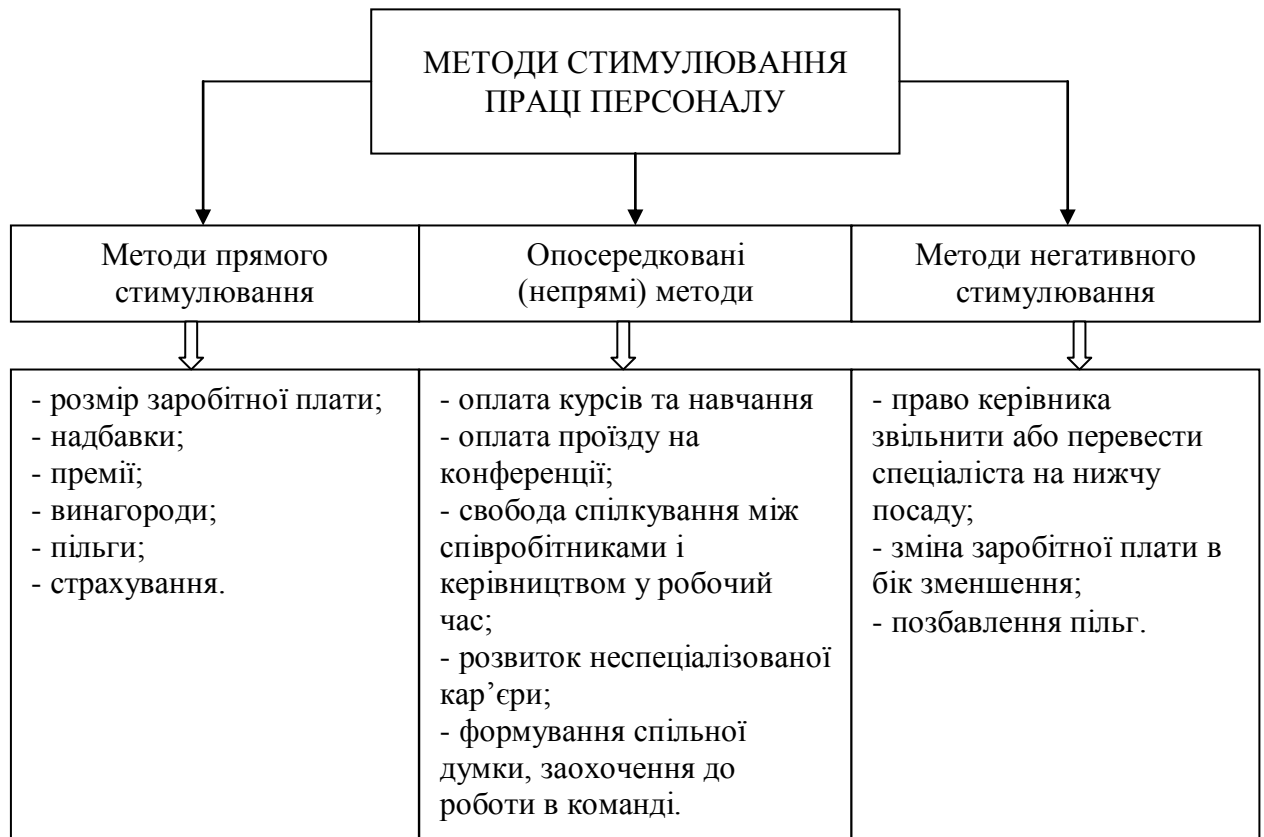 МЕТОДИ СТИМУЛЮВАННЯ
ПРАЦІ ПЕРСОНАЛУ
Методи прямого
стимулювання
Опосередковані
(непрямі) методи
Методи негативного
стимулювання
- розмір заробітної плати;
- надбавки;
- премії;
- винагороди;
- пільги;
- страхування.
- оплата курсів та навчання
- оплата проїзду на
конференції;
- свобода спілкування між
співробітниками і
керівництвом у робочий
час;
- розвиток неспеціалізованої
кар’єри;
- формування спільної
думки, заохочення до
роботи в команді.
- право керівника
звільнити або перевести
спеціаліста на нижчу
посаду;
- зміна заробітної плати в
бік зменшення;
- позбавлення пільг.